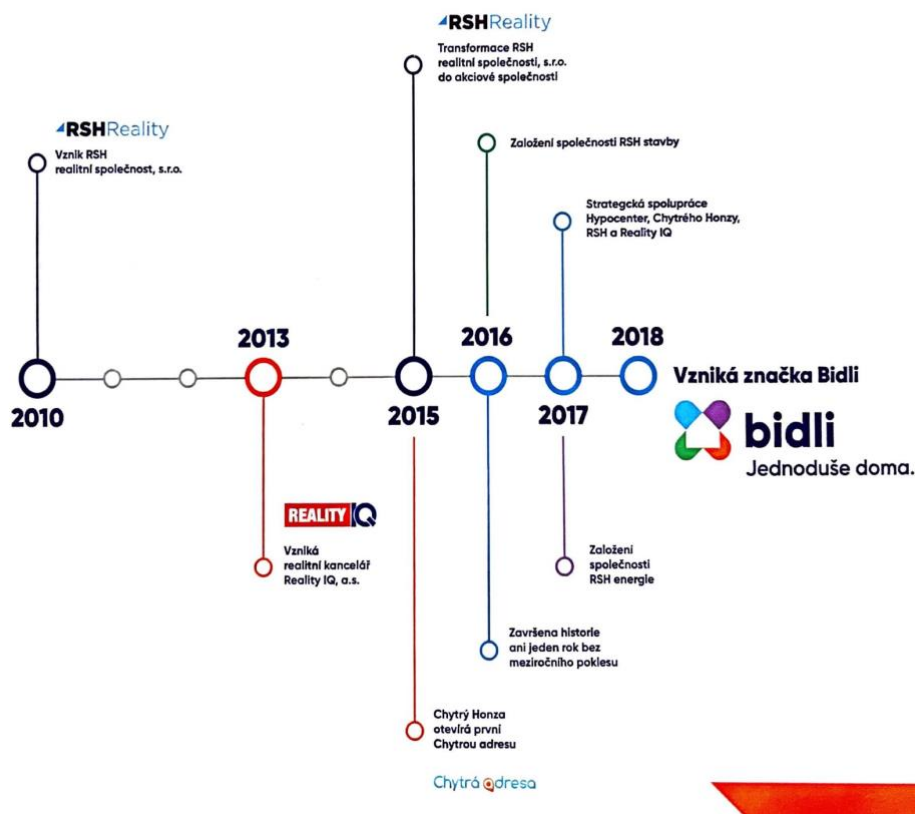 RSHReality
Transformace RSH
realitní společnosti, s.r.o.
do akciové společnosti
RSHReality
Vznik RSH
realitní společnost, s.r.o.
Založení společnosti RSH stavby
Strategcká spolupráce
Hypocenter, Chytrého Honzy,
RSH a Reality IQ
2013
2016
2018
2010
2015
2017
Vzniká značka Bidli
bidli
Jednoduše doma.
REALITY IQ
Vzniká
realitní kancelář
Reality IQ, a.s.
Založení
společnosti
RSH energie
Završena historie
ani jeden rok bez
meziročního poklesu
Chytrý Honza
otevírá první
Chytrou adresu
Chytrá adresa